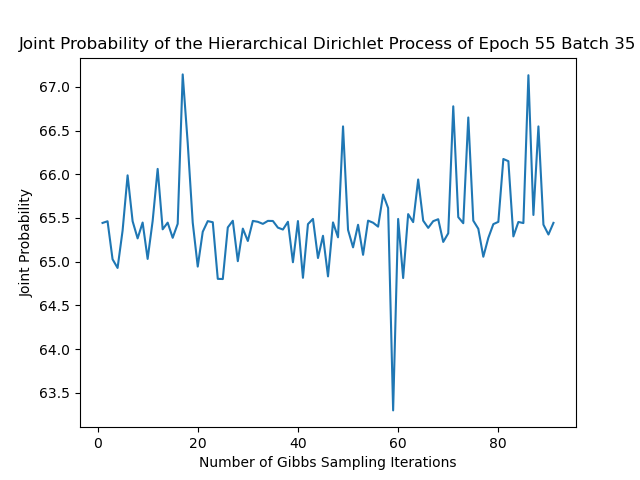 Joint Probability of the Hierarchical Dirichlet Process of Epoch 55 Batch 35
67.0
66.5
66.0
65.5
65.0
64.5
64.0
63.5
Joint Probability
0 20 40 60 80
Number of Gibbs Sampling Iterations